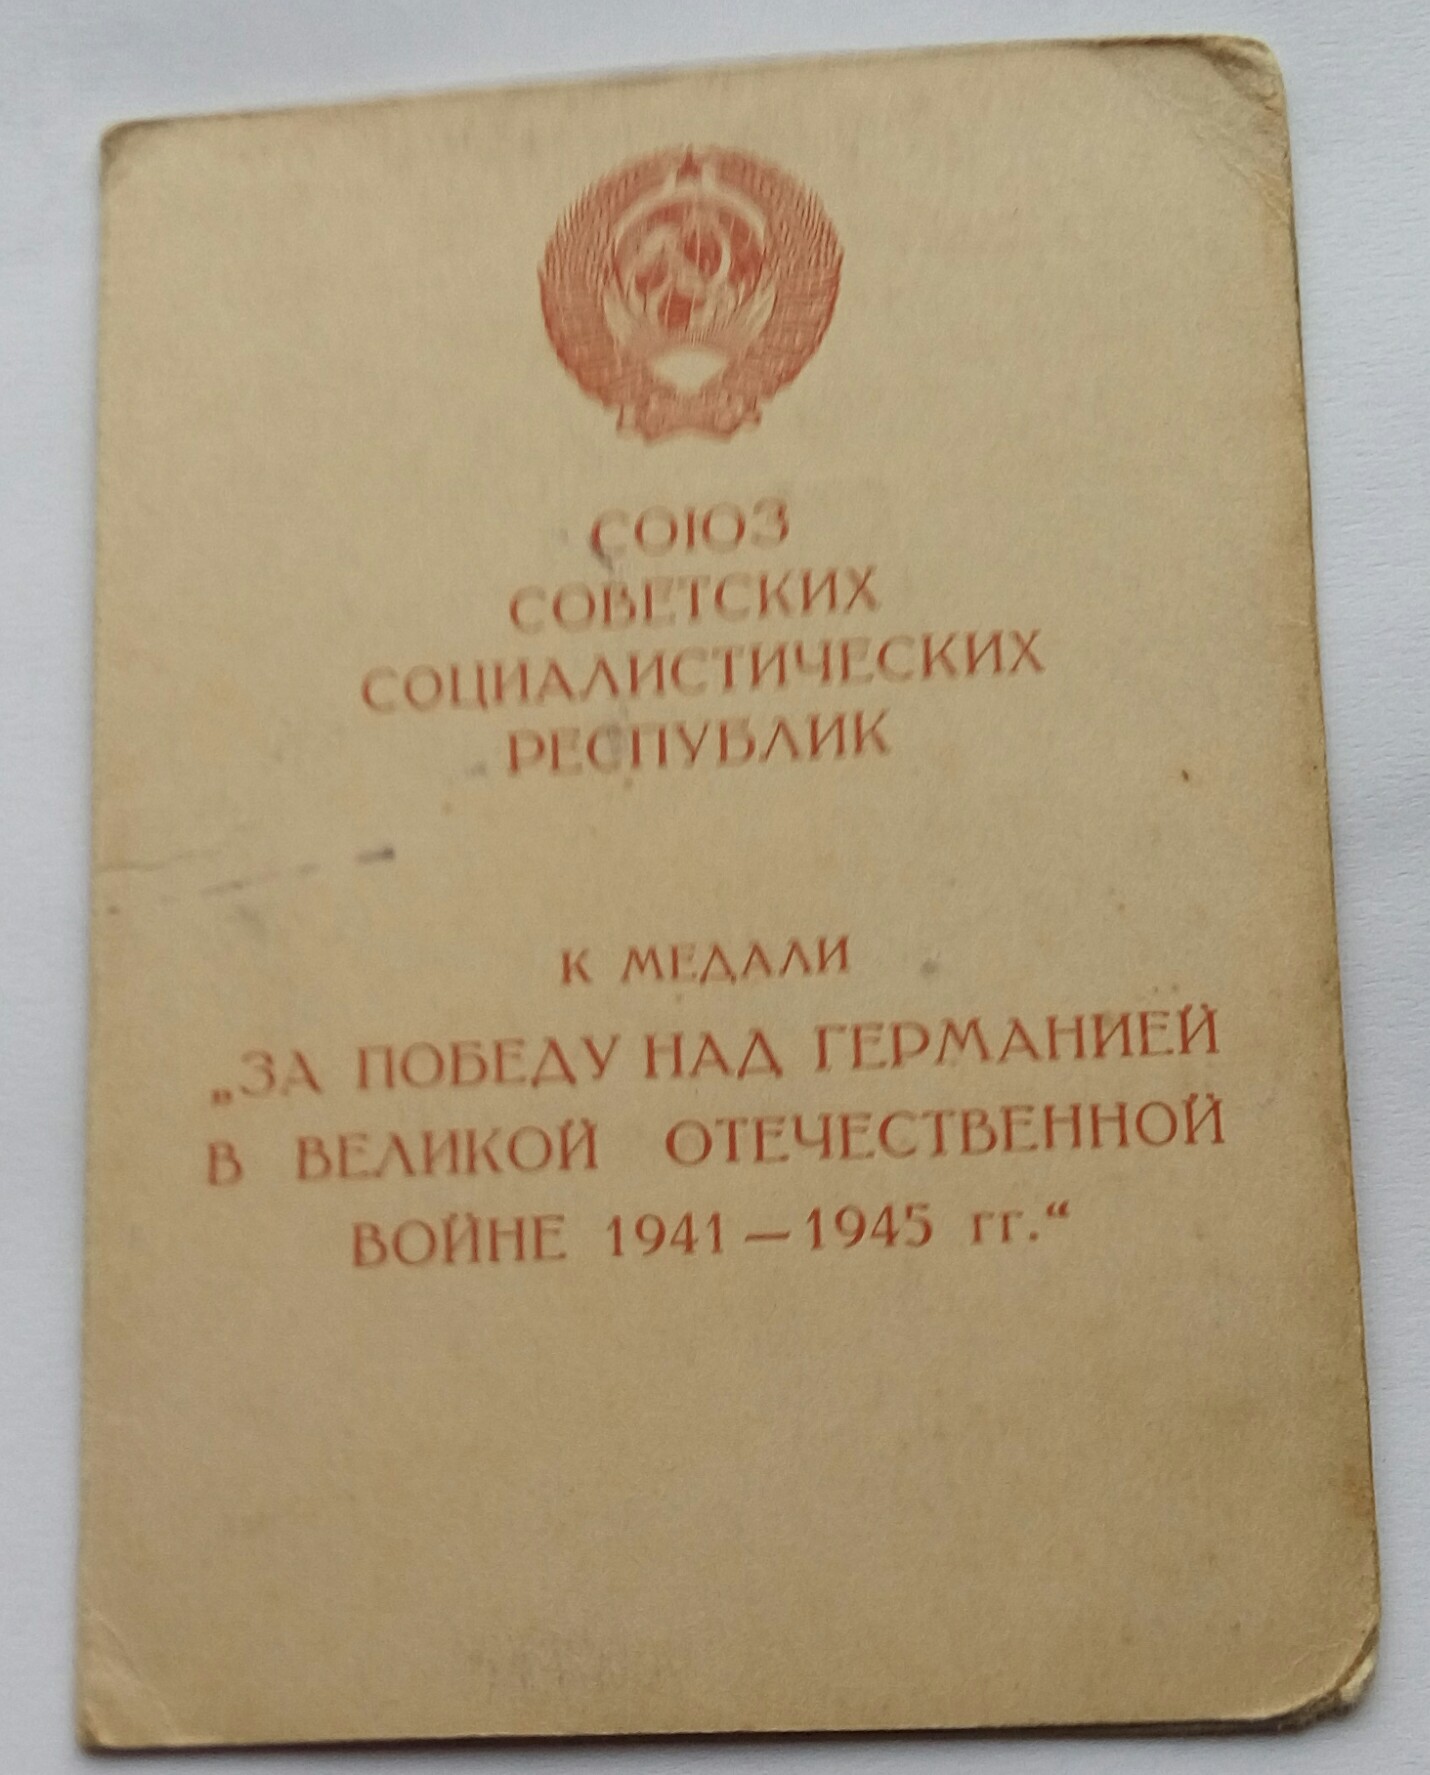 СОЮЗ
СОВЕТСКИХ
СОЦИАЛИСТИЧЕСКИХ
РЕСПУБЛИК
К МЕДАЛИ
„ЗА ПОБЕДУ НАД ГЕРМАНИЕЙ
В ВЕЛИКОЙ ОТЕЧЕСТВЕННОЙ
ВОЙНЕ 1941 — 1945 гг.“